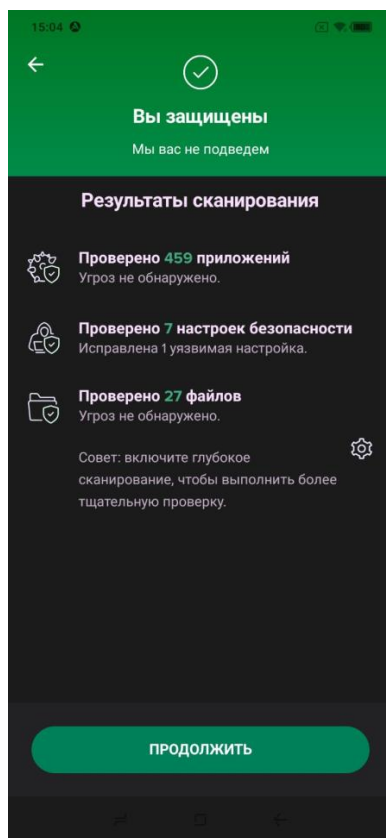 15:04
Вы защищены
Мы вас не подведем
Результаты сканирования
Проверено 459 приложений
Угроз не обнаружено.
Проверено 7 настроек безопасности
Исправлена 1 уязвимая настройка.
Проверено 27 файлов
Угроз не обнаружено.
Совет: включите глубокое
сканирование, чтобы выполнить более
тщательную проверку.
ПРОДОЛЖИТЬ